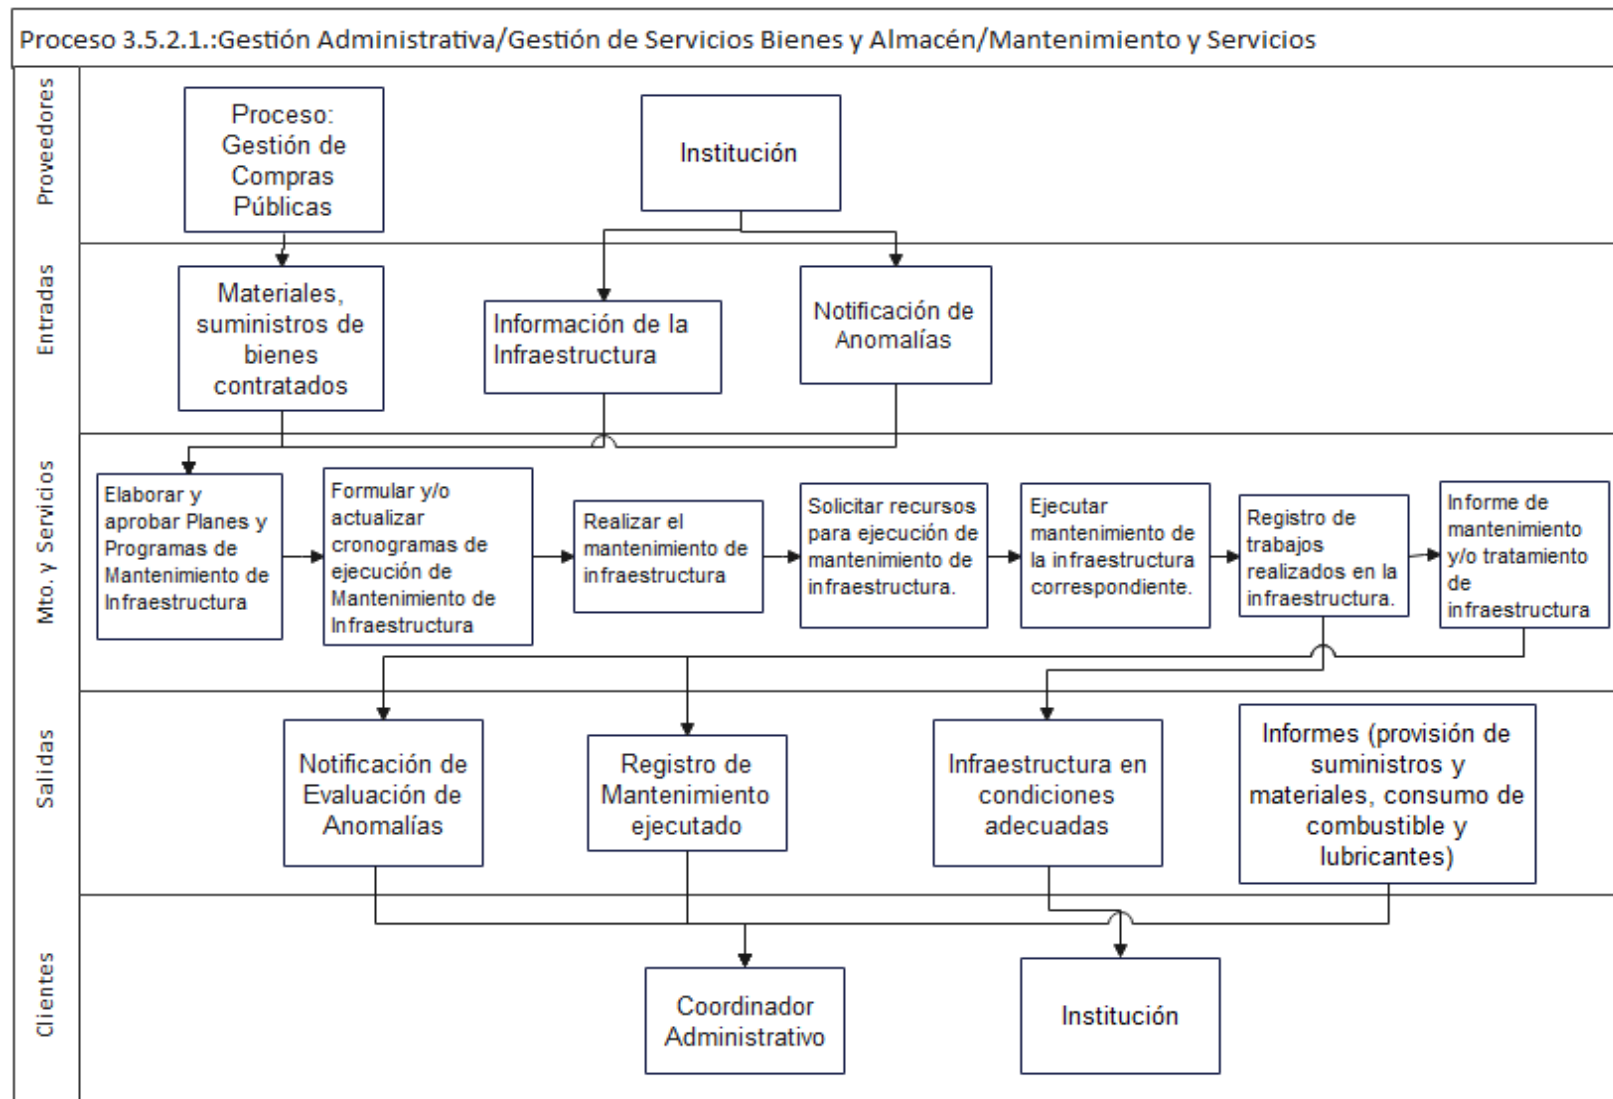 Proceso 3.5.2.1.:Gestión Administrativa/Gestión de Servicios Bienes y Almacén/Mantenimiento y Servicios
Proveedores
Proceso:
Gestión de
Compras
Públicas
Institución
Entradas
Materiales,
suministros de
bienes
contratados
Información de la
Infraestructura
Notificación de
Anomalías
Mto. y Servicios
Elaborar y
aprobar Planes y
Programas de
Mantenimiento de
Infraestructura
Formular y/o
actualizar
cronogramas de
ejecución de
Mantenimiento de
Infraestructura
Realizar el
mantenimiento de
infraestructura
Solicitar recursos
para ejecución de
mantenimiento de
infraestructura.
Ejecutar
mantenimiento de
la infraestructura
correspondiente.
Registro de
trabajos
realizados en la
infraestructura.
Informe de
mantenimiento
y/o tratamiento
de
infraestructura
Salidas
Notificación de
Evaluación de
Anomalías
Registro de
Mantenimiento
ejecutado
Infraestructura en
condiciones
adecuadas
Informes (provisión de
suministros y
materiales, consumo de
combustible y
lubricantes)
Clientes
Coordinador
Administrativo
Institución